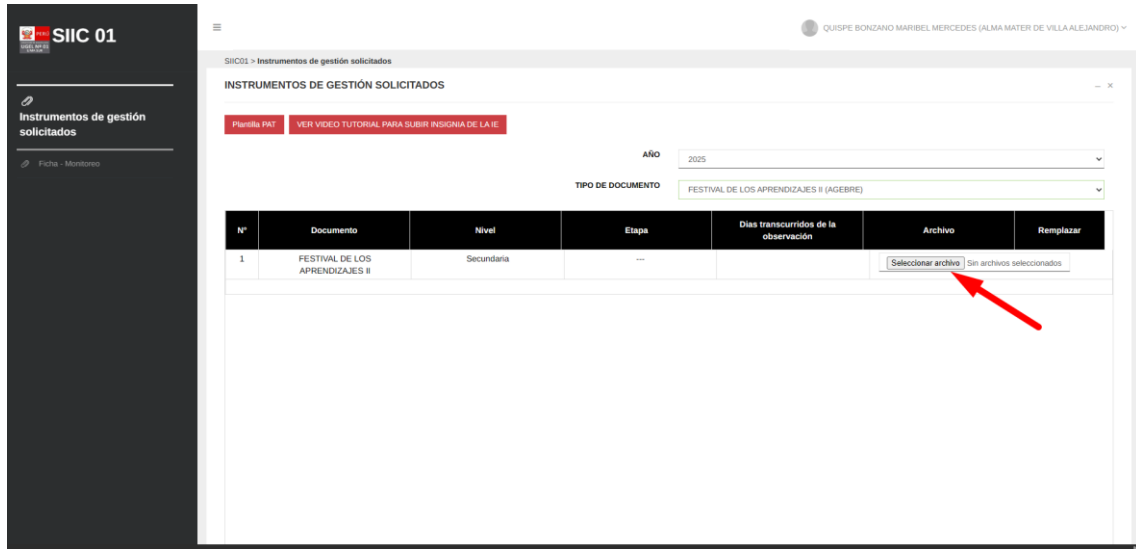 PERÚ
SIIC 01
QUISPE BONZANO MARIBEL MERCEDES (ALMA MATER DE VILLA ALEJANDRO)
SIIC01 > Instrumentos de gestión solicitados
INSTRUMENTOS DE GESTIÓN SOLICITADOS
Instrumentos de gestión
solicitados
Ficha - Monitoreo
Plantilla PAT
VER VIDEO TUTORIAL PARA SUBIR INSIGNIA DE LA IE
AÑO
2025
TIPO DE DOCUMENTO
FESTIVAL DE LOS APRENDIZAJES II (AGEBRE)
N° Documento Nivel Etapa Dias transcurridos de la observación Archivo Remplazar
1 FESTIVAL DE LOS APRENDIZAJES II Secundaria --- Seleccionar archivo Sin archivos seleccionados